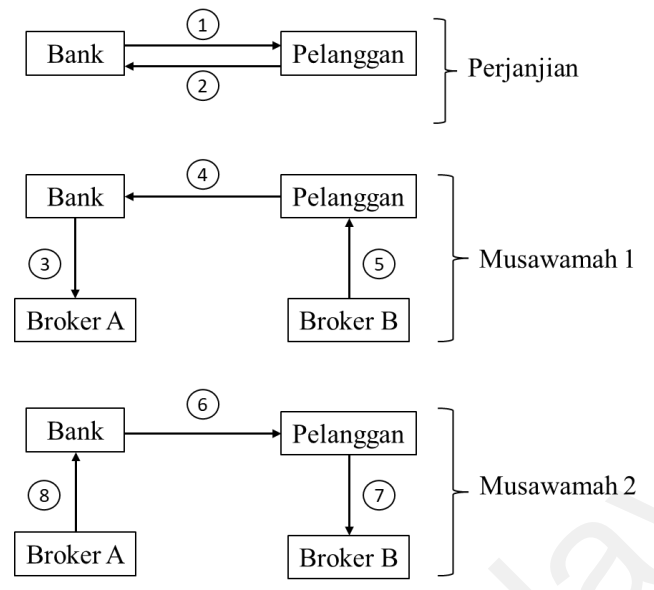 1
Bank
Pelanggan
Perjanjian
2
4
Bank
Pelanggan
3
5
Musawamah 1
Broker A
Broker B
6
Bank
Pelanggan
8
7
Musawamah 2
Broker A
Broker B